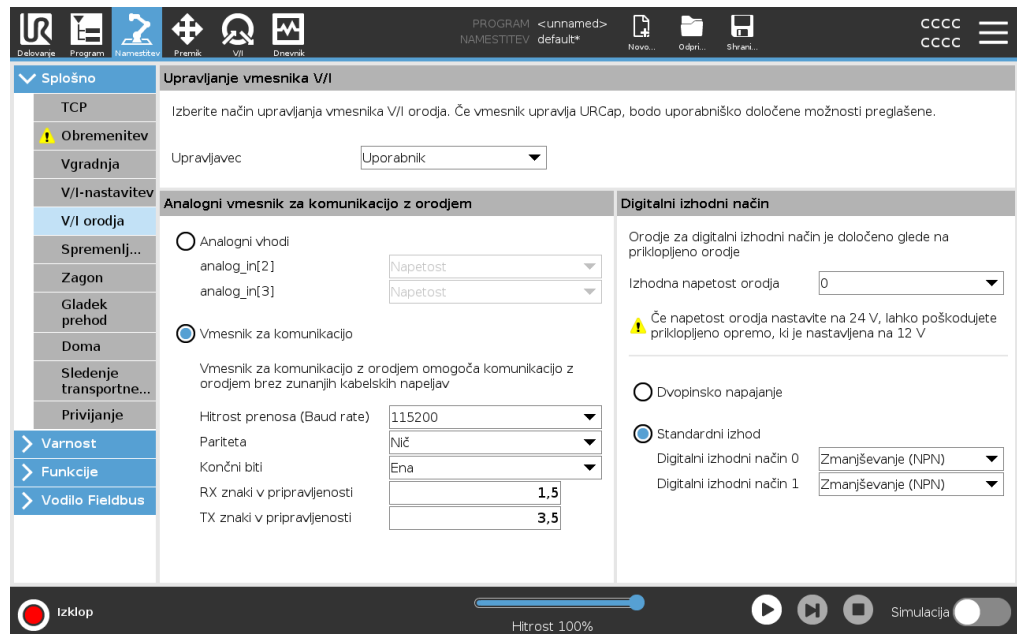 PROGRAM <unnamed>
NAMESTITEV default*
Delovanje
Program
Namestitev
Premik
V/I
Dnevnik
Novo...
Odpri...
Shrani...
cccc
cccc
Splošno
TCP
Obremenitev
Vgradnja
V/I-nastavitev
V/I orodja
Spremenlj...
Zagon
Gladek
prehod
Doma
Sledenje
transportne...
Privijanje
Varnost
Funkcije
Vodilo Fieldbus
Upravljanje vmesnika V/I
Izberite način upravljanja vmesnika V/I orodja. Če vmesnik upravlja URCap, bodo uporabniško določene možnosti preglašene.
Upravljavec Uporabnik
Analogni vmesnik za komunikacijo z orodjem
Analogni vhodi
analog_in[2] Napetost
analog_in[3] Napetost
Vmesnik za komunikacijo
Vmesnik za komunikacijo z orodjem omogoča komunikacijo z
orodjem brez zunanjih kabelskih napeljav
Hitrost prenosa (Baud rate) 115200
Pariteta Nič
Končni biti Ena
RX znaki v pripravljenosti 1,5
TX znaki v pripravljenosti 3,5
Digitalni izhodni način
Orodje za digitalni izhodni način je določeno glede na
priklopljeno orodje
Izhodna napetost orodja 0
Če napetost orodja nastavite na 24 V, lahko poškodujete
priklopljeno opremo, ki je nastavljena na 12 V
Dvopinsko napajanje
Standardni izhod
Digitalni izhodni način 0 Zmanjševanje (NPN)
Digitalni izhodni način 1 Zmanjševanje (NPN)
Izklop
Hitrost 100%
Simulacija